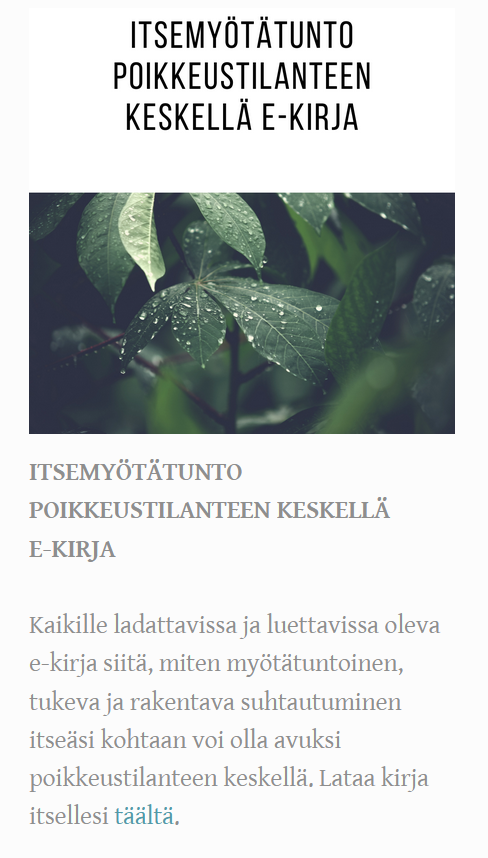 ITSEMYÖTÄTUNTO
POIKKEUSTILANTEEN
KESKELLÄ E-KIRJA
ITSEMYÖTÄTUNTO
POIKKEUSTILANTEEN KESKELLÄ
E-KIRJA
Kaikille ladattavissa ja luettavissa oleva
e-kirja siitä, miten myötätuntoinen,
tukeva ja rakentava suhtautuminen
itseäsi kohtaan voi olla avuksi
poikkeustilanteen keskellä. Lataa kirja
itsellesi täältä.